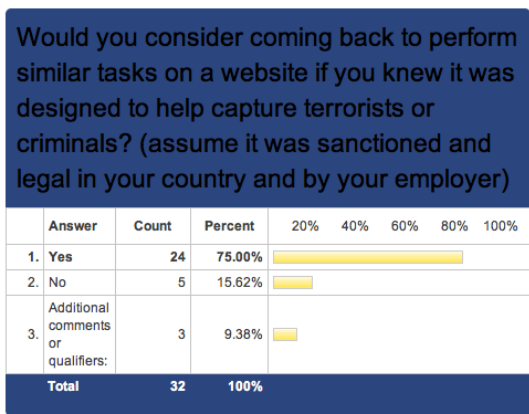 Would you consider coming back to perform
similar tasks on a website if you knew it was
designed to help capture terrorists or
criminals? (assume it was sanctioned and
legal in your country and by your employer)
Answer Count Percent 20% 40% 60% 80% 100%
1. Yes 24 75.00%
2. No 5 15.62%
3. Additional
comments
or
qualifiers: 3 9.38%
Total 32 100%